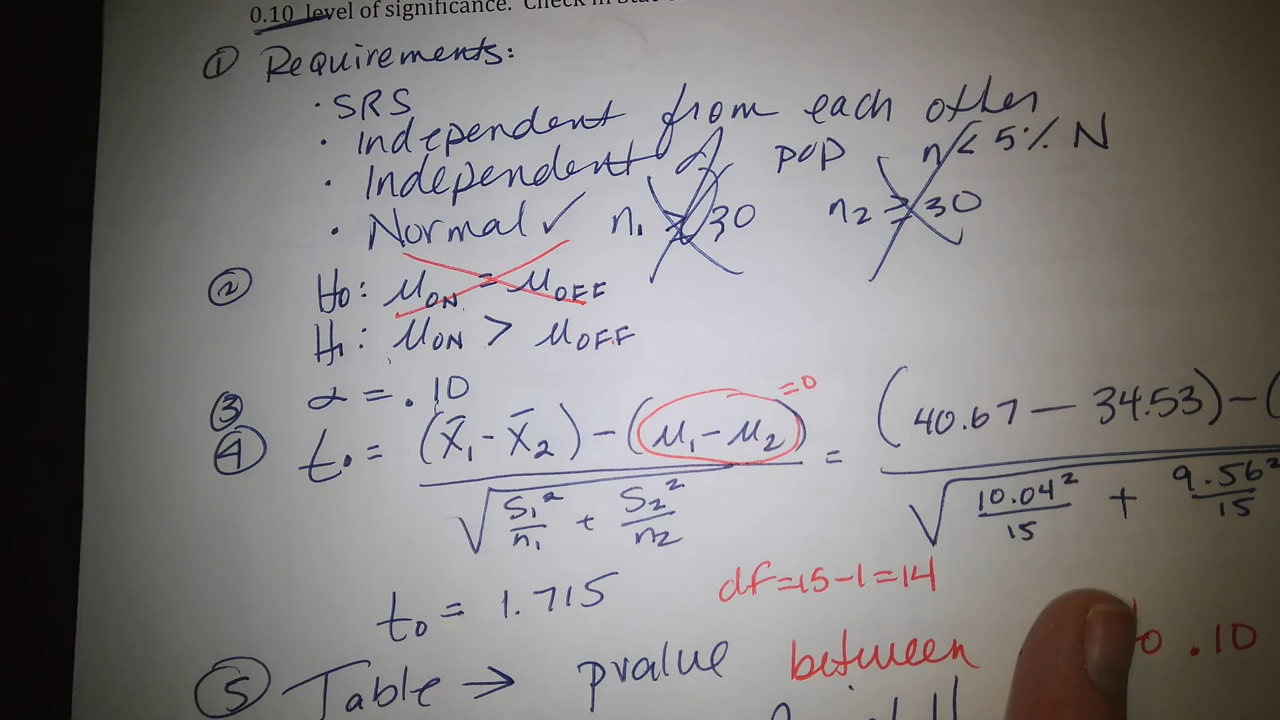 0.10 level of significance. Check in
① Requirements:
· SRS
· Independent from each other
· Independent of pop n < 5% N
· Normal ✓ n₁ ≥ 30 n₂ ≥ 30
② H₀: μON = μOFF
H₁: μON > μOFF
③ α = .10
④ t₀ = (x̄₁ - x̄₂) - (μ₁ - μ₂) =0 / √(S₁²/n₁ + S₂²/n₂) = (40.67 - 34.53) - ( / √(10.04²/15 + 9.56²/15
t₀ = 1.715 df=15-1=14
⑤ Table → pvalue between .10